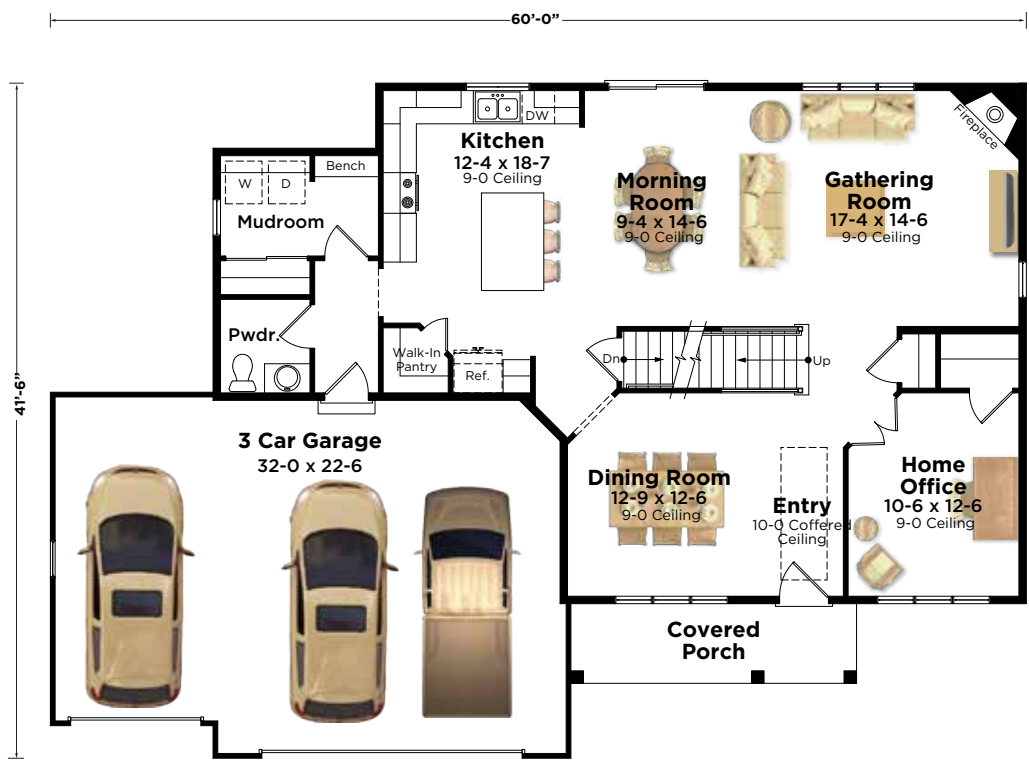 60'-0"
41'-6"
DW
Kitchen
12-4 x 18-7
9-0 Ceiling
Fireplace
W
D
Bench
Mudroom
Morning
Room
9-4 x 14-6
9-0 Ceiling
Gathering
Room
17-4 x 14-6
9-0 Ceiling
Pwdr.
Walk-In
Pantry
Ref.
Dn
Up
3 Car Garage
32-0 x 22-6
Dining Room
12-9 x 12-6
9-0 Ceiling
Entry
10-0 Coffered
Ceiling
Home
Office
10-6 x 12-6
9-0 Ceiling
Covered
Porch